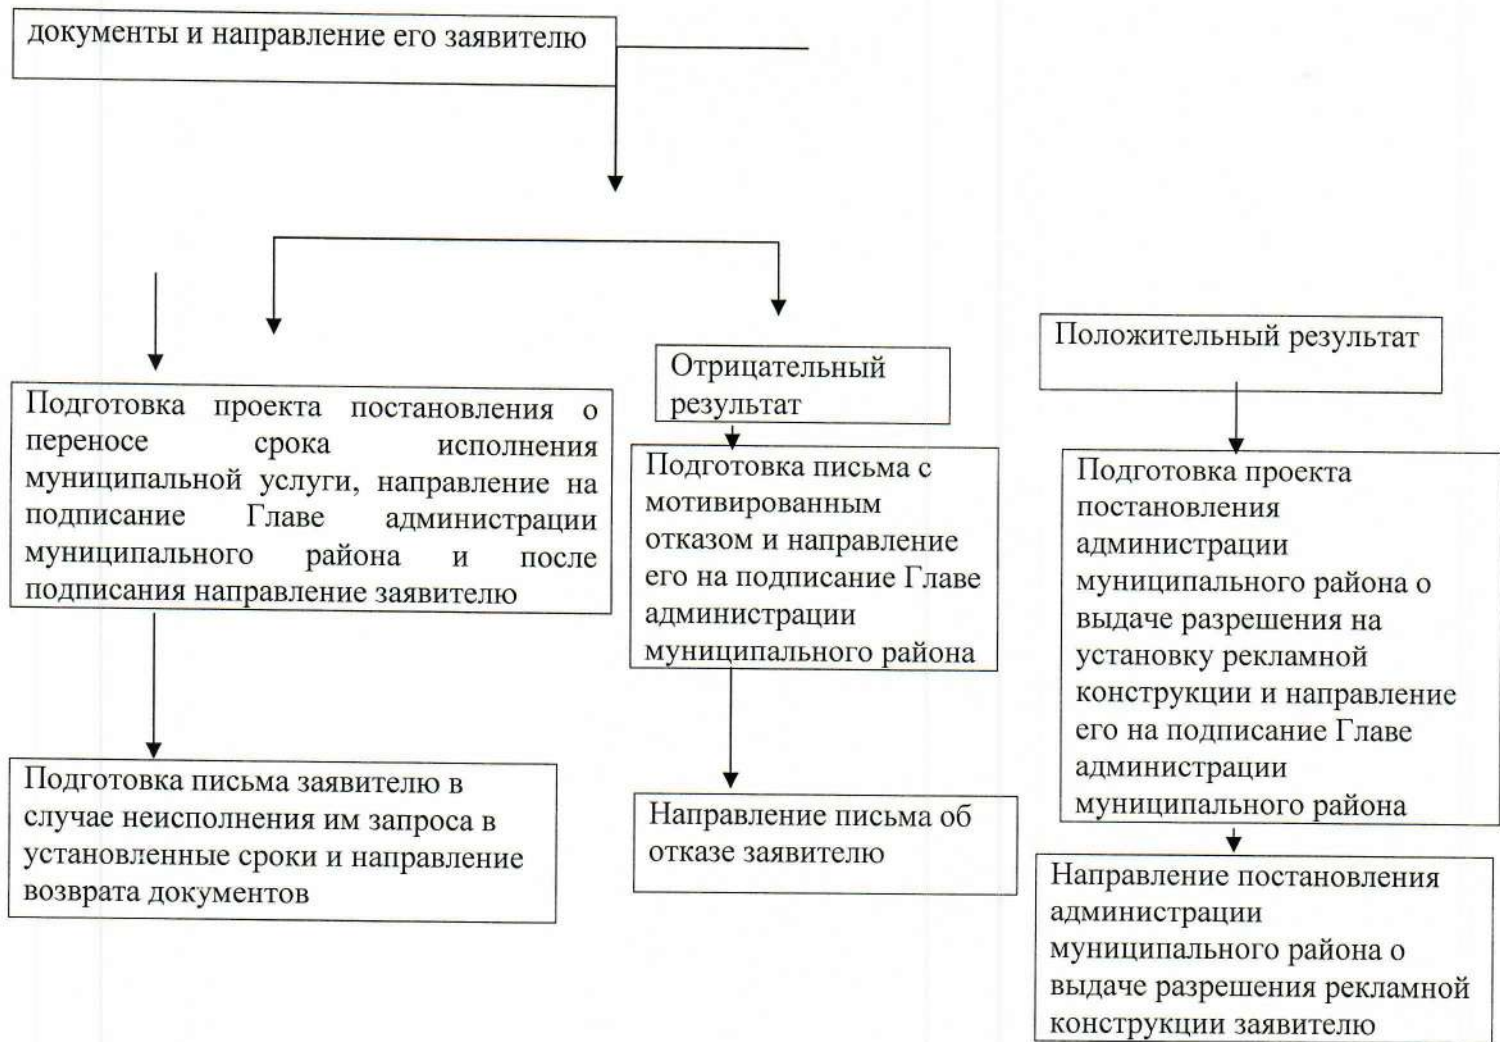 документы и направление его заявителю
Подготовка проекта постановления о
переносе срока исполнения
муниципальной услуги, направление на
подписание Главе администрации
муниципального района и после
подписания направление заявителю
Подготовка письма заявителю в
случае неисполнения им запроса в
установленные сроки и направление
возврата документов
Отрицательный
результат
Подготовка письма с
мотивированным
отказом и направление
его на подписание Главе
администрации
муниципального района
Направление письма об
отказе заявителю
Положительный результат
Подготовка проекта
постановления
администрации
муниципального района о
выдаче разрешения на
установку рекламной
конструкции и направление
его на подписание Главе
администрации
муниципального района
Направление постановления
администрации
муниципального района о
выдаче разрешения рекламной
конструкции заявителю